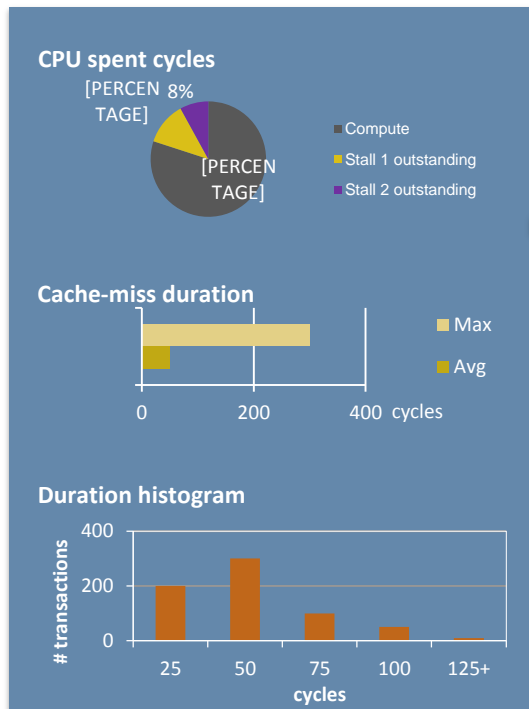 CPU spent cycles
[PERCEN
TAGE]
8%
[PERCEN
TAGE]
Compute
Stall 1 outstanding
Stall 2 outstanding
Cache-miss duration
Max
Avg
0 200 400 cycles
Duration histogram
# transactions
400
200
0
25 50 75 100 125+
cycles